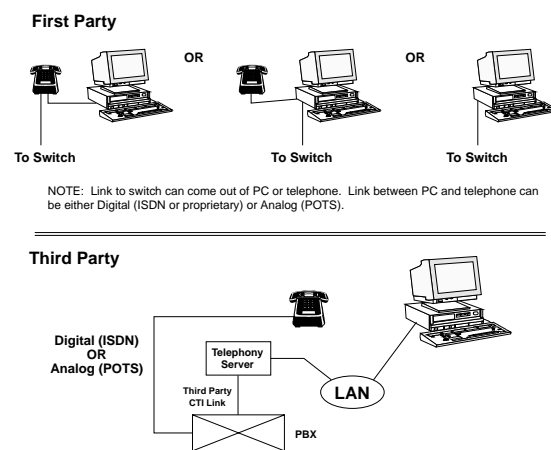 First Party
OR
OR
To Switch
To Switch
To Switch
NOTE: Link to switch can come out of PC or telephone. Link between PC and telephone can
be either Digital (ISDN or proprietary) or Analog (POTS).
Third Party
Digital (ISDN)
OR
Analog (POTS)
Telephony
Server
LAN
Third Party
CTI Link
PBX